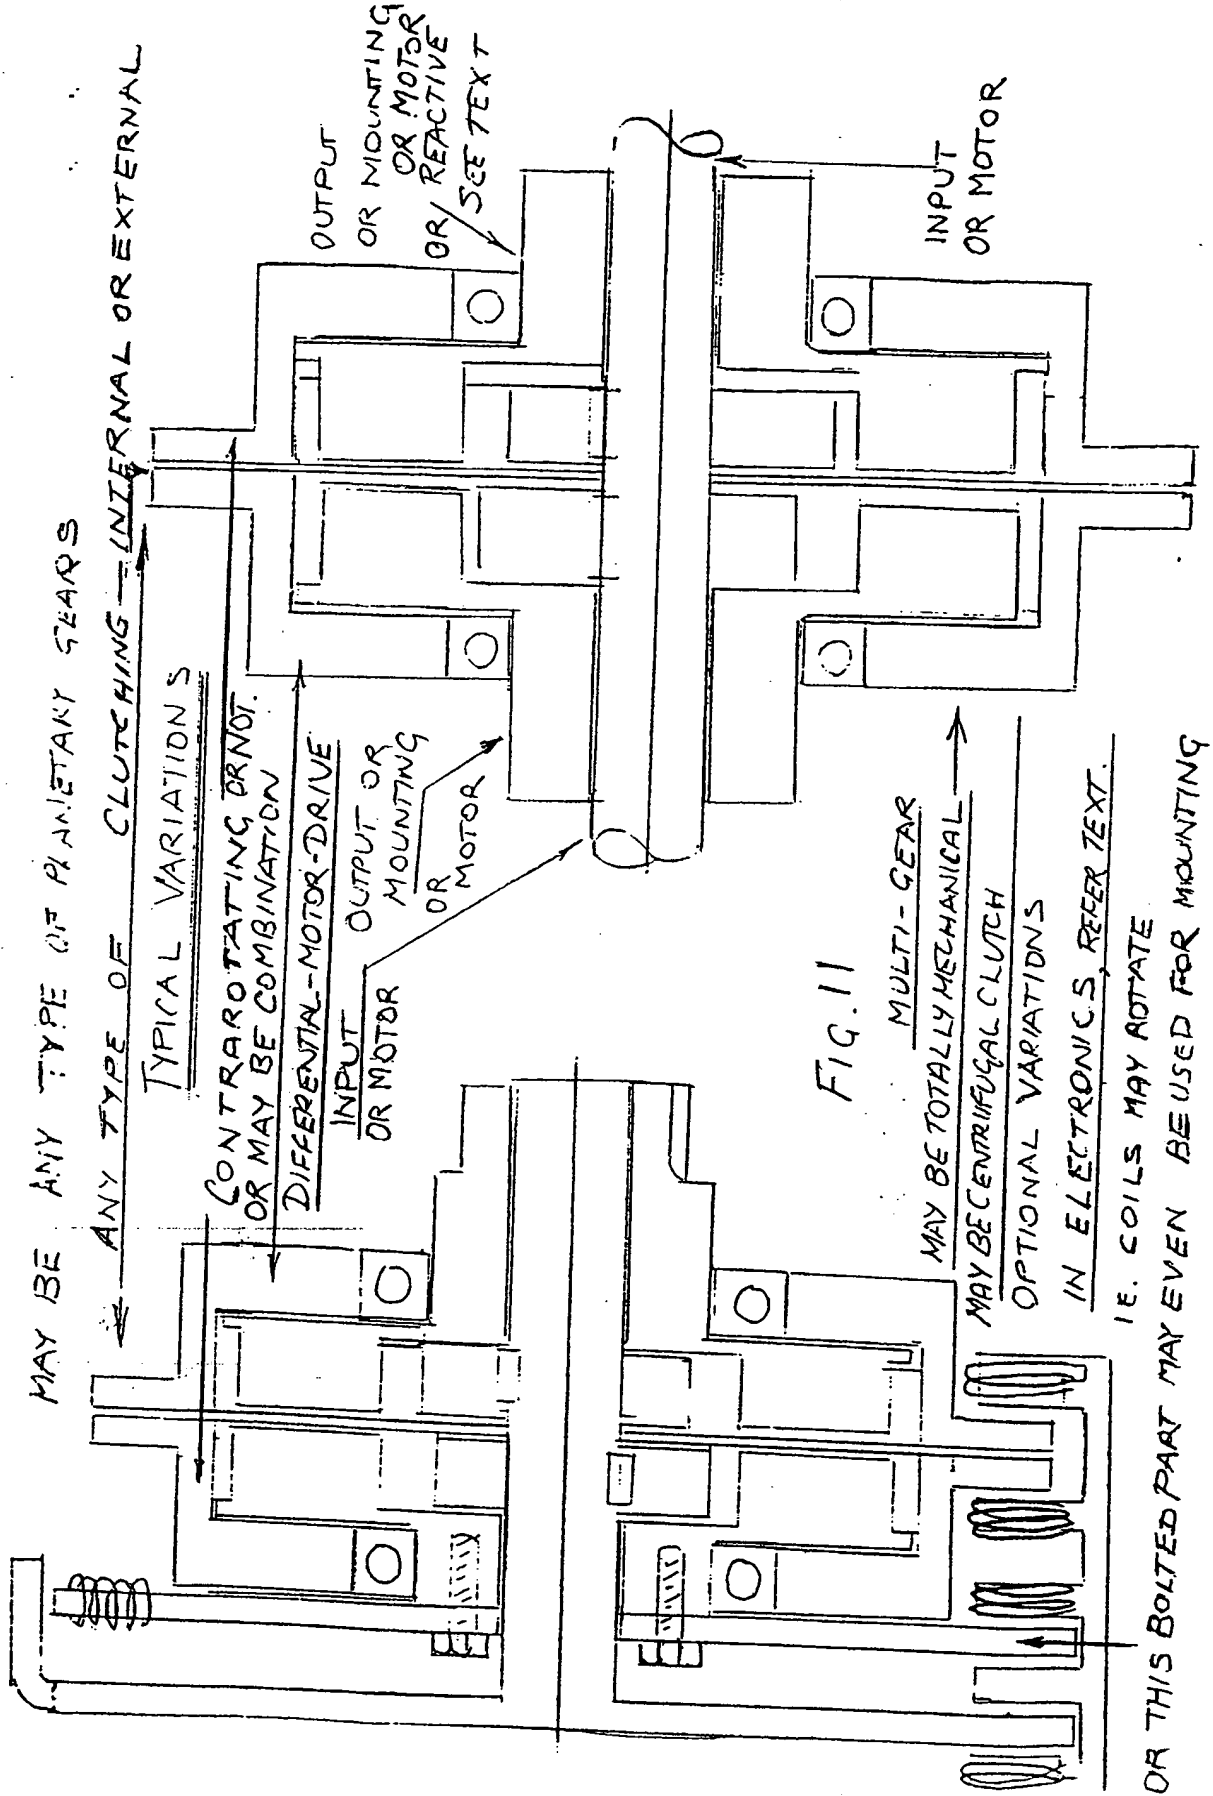 MAY BE ANY TYPE OF PLANETARY GEARS
ANY TYPE OF CLUTCHING — INTERNAL OR EXTERNAL
TYPICAL VARIATIONS
CONTRAROTATING OR NOT.
OR MAY BE COMBINATION
DIFFERENTIAL-MOTOR-DRIVE
INPUT
OR MOTOR
OUTPUT OR
MOUNTING
OR
MOTOR
OUTPUT
OR MOUNTING
OR MOTOR
OR REACTIVE
SEE TEXT
INPUT
OR MOTOR
FIG. 11
MULTI-GEAR
MAY BE TOTALLY MECHANICAL
MAY BE CENTRIFUGAL CLUTCH
OPTIONAL VARIATIONS
IN ELECTRONICS, REFER TEXT.
IE. COILS MAY ROTATE
OR THIS BOLTED PART MAY EVEN BE USED FOR MOUNTING